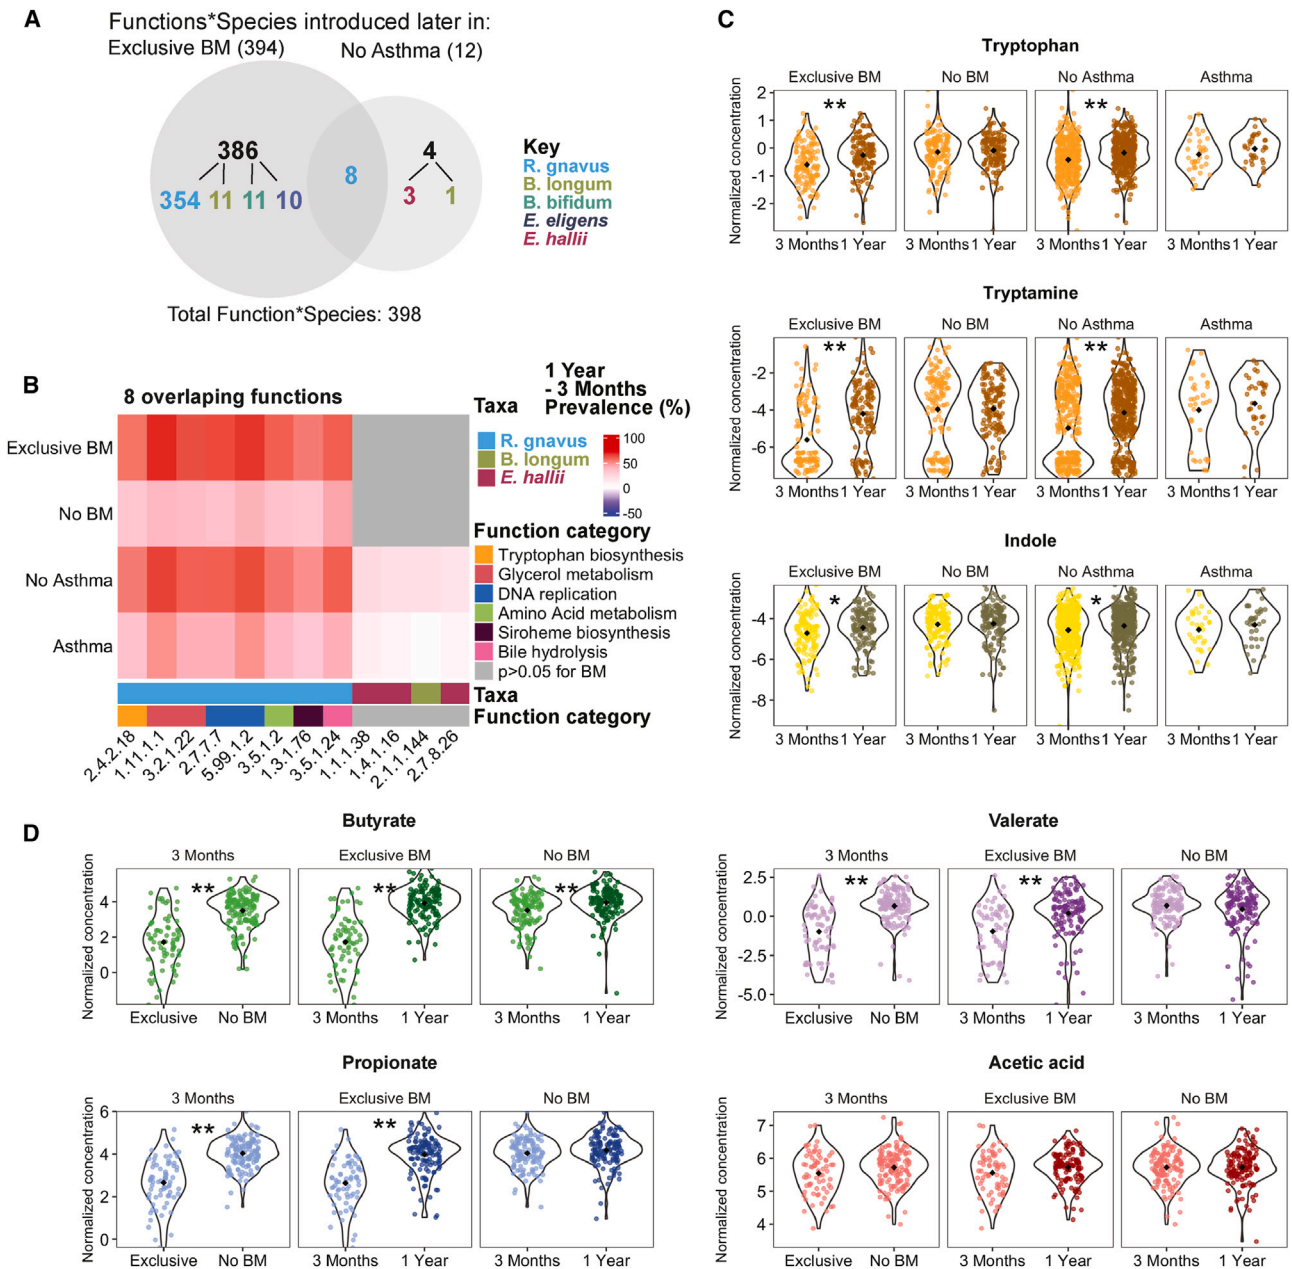 A
Functions*Species introduced later in:
Exclusive BM (394)
No Asthma (12)
386
354 11 11 10
8
4
3 1
Key
R. gnavus
B. longum
B. bifidum
E. eligens
E. hallii
Total Function*Species: 398
B
8 overlaping functions
Exclusive BM
No BM
No Asthma
Asthma
Taxa
R. gnavus
B. longum
E. hallii
1 Year
- 3 Months
Prevalence (%)
100
50
0
-50
Function category
Tryptophan biosynthesis
Glycerol metabolism
DNA replication
Amino Acid metabolism
Siroheme biosynthesis
Bile hydrolysis
p>0.05 for BM
Taxa
Function category
2.4.2.18
1.11.1.1
3.2.1.22
2.7.7.7
5.99.1.2
3.5.1.2
1.3.1.76
3.5.1.24
1.1.1.38
1.4.1.16
2.1.1.144
2.7.8.26
C
Tryptophan
Exclusive BM No BM No Asthma Asthma
Normalized concentration
2
1
0
-1
-2
** **
3 Months 1 Year 3 Months 1 Year 3 Months 1 Year 3 Months 1 Year
Tryptamine
Exclusive BM No BM No Asthma Asthma
Normalized concentration
-2
-4
-6
** **
3 Months 1 Year 3 Months 1 Year 3 Months 1 Year 3 Months 1 Year
Indole
Exclusive BM No BM No Asthma Asthma
Normalized concentration
-4
-6
-8
* *
3 Months 1 Year 3 Months 1 Year 3 Months 1 Year 3 Months 1 Year
D
Butyrate
3 Months Exclusive BM No BM
Normalized concentration
4
2
0
** ** **
Exclusive No BM 3 Months 1 Year 3 Months 1 Year
Valerate
3 Months Exclusive BM No BM
Normalized concentration
2.5
0.0
-2.5
-5.0
** **
Exclusive No BM 3 Months 1 Year 3 Months 1 Year
Propionate
3 Months Exclusive BM No BM
Normalized concentration
6
4
2
0
** **
Exclusive No BM 3 Months 1 Year 3 Months 1 Year
Acetic acid
3 Months Exclusive BM No BM
Normalized concentration
7
6
5
4
Exclusive No BM 3 Months 1 Year 3 Months 1 Year